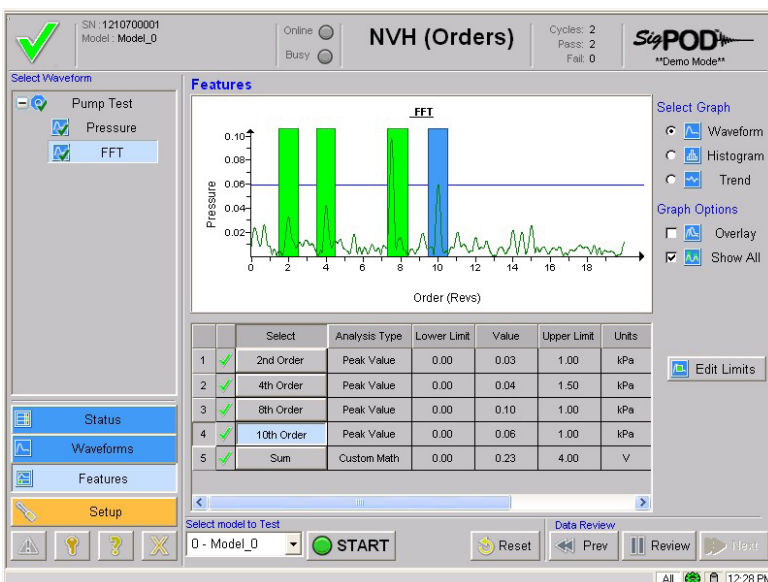 SN : 1210700001
Model : Model_0
Online
Busy
NVH (Orders)
Cycles: 2
Pass: 2
Fail: 0
SigPOD
**Demo Mode**
Select Waveform
Pump Test
Pressure
FFT
Features
FFT
Pressure
0.10
0.08
0.06
0.04
0.02
0 2 4 6 8 10 12 14 16 18
Order (Revs)
Select Graph
Waveform
Histogram
Trend
Graph Options
Overlay
Show All
Select Analysis Type Lower Limit Value Upper Limit Units
1 2nd Order Peak Value 0.00 0.03 1.00 kPa
2 4th Order Peak Value 0.00 0.04 1.50 kPa
3 8th Order Peak Value 0.00 0.10 1.00 kPa
4 10th Order Peak Value 0.00 0.06 1.00 kPa
5 Sum Custom Math 0.00 0.23 4.00 V
Edit Limits
Status
Waveforms
Features
Setup
Select model to Test
0 - Model_0
START
Reset
Data Review
Prev
Review
Next
All
12:28 PM